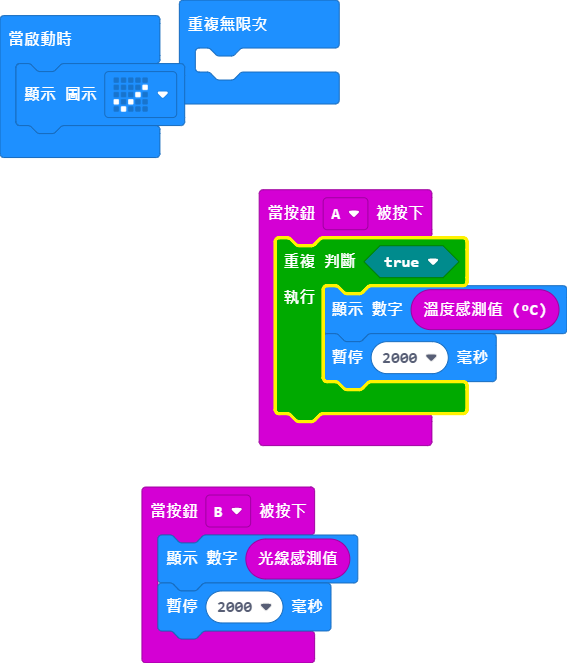 當啟動時
顯示 圖示
重複無限次
當按鈕 A 被按下
重複 判斷 true
執行
顯示 數字 溫度感測值 (ºC)
暫停 2000 毫秒
當按鈕 B 被按下
顯示 數字 光線感測值
暫停 2000 毫秒